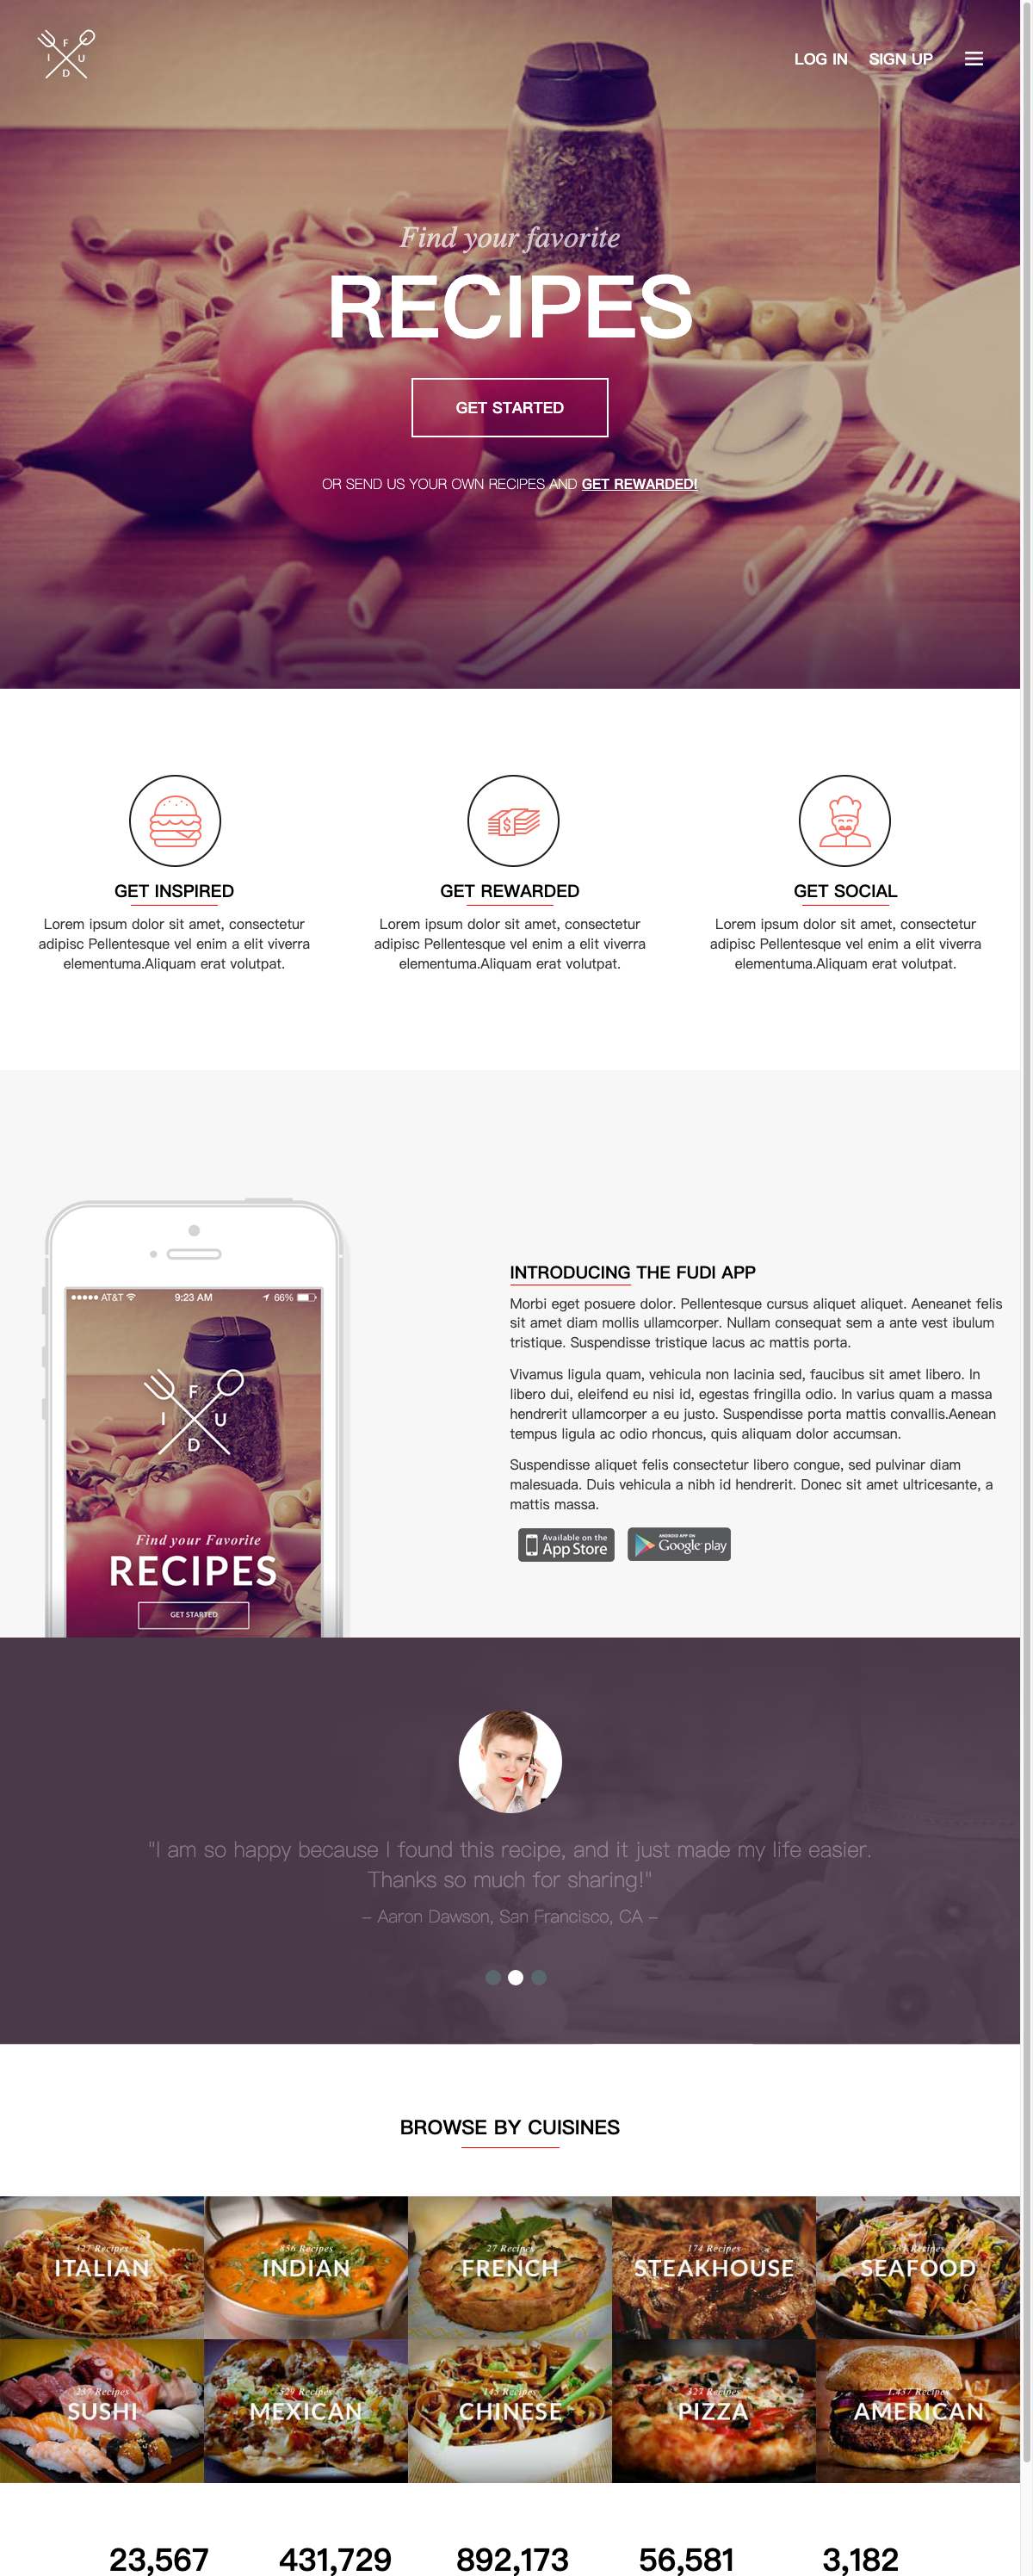 F
I U
D
LOG IN SIGN UP
Find your favorite
RECIPES
GET STARTED
OR SEND US YOUR OWN RECIPES AND GET REWARDED!
GET INSPIRED
Lorem ipsum dolor sit amet, consectetur
adipisc Pellentesque vel enim a elit viverra
elementuma.Aliquam erat volutpat.
GET REWARDED
Lorem ipsum dolor sit amet, consectetur
adipisc Pellentesque vel enim a elit viverra
elementuma.Aliquam erat volutpat.
GET SOCIAL
Lorem ipsum dolor sit amet, consectetur
adipisc Pellentesque vel enim a elit viverra
elementuma.Aliquam erat volutpat.
AT&T 9:23 AM 66%
F
I U
D
Find your Favorite
RECIPES
GET STARTED
INTRODUCING THE FUDI APP
Morbi eget posuere dolor. Pellentesque cursus aliquet aliquet. Aeneanet felis
sit amet diam mollis ullamcorper. Nullam consequat sem a ante vest ibulum
tristique. Suspendisse tristique lacus ac mattis porta.
Vivamus ligula quam, vehicula non lacinia sed, faucibus sit amet libero. In
libero dui, eleifend eu nisi id, egestas fringilla odio. In varius quam a massa
hendrerit ullamcorper a eu justo. Suspendisse porta mattis convallis.Aenean
tempus ligula ac odio rhoncus, quis aliquam dolor accumsan.
Suspendisse aliquet felis consectetur libero congue, sed pulvinar diam
malesuada. Duis vehicula a nibh id hendrerit. Donec sit amet ultricesante, a
mattis massa.
Available on the
App Store
ANDROID APP ON
Google play
"I am so happy because I found this recipe, and it just made my life easier.
Thanks so much for sharing!"
– Aaron Dawson, San Francisco, CA –
BROWSE BY CUISINES
327 Recipes
ITALIAN
856 Recipes
INDIAN
27 Recipes
FRENCH
174 Recipes
STEAKHOUSE
Recipes
SEAFOOD
237 Recipes
SUSHI
529 Recipes
MEXICAN
143 Recipes
CHINESE
327 Recipes
PIZZA
1,437 Recipes
AMERICAN
23,567 431,729 892,173 56,581 3,182